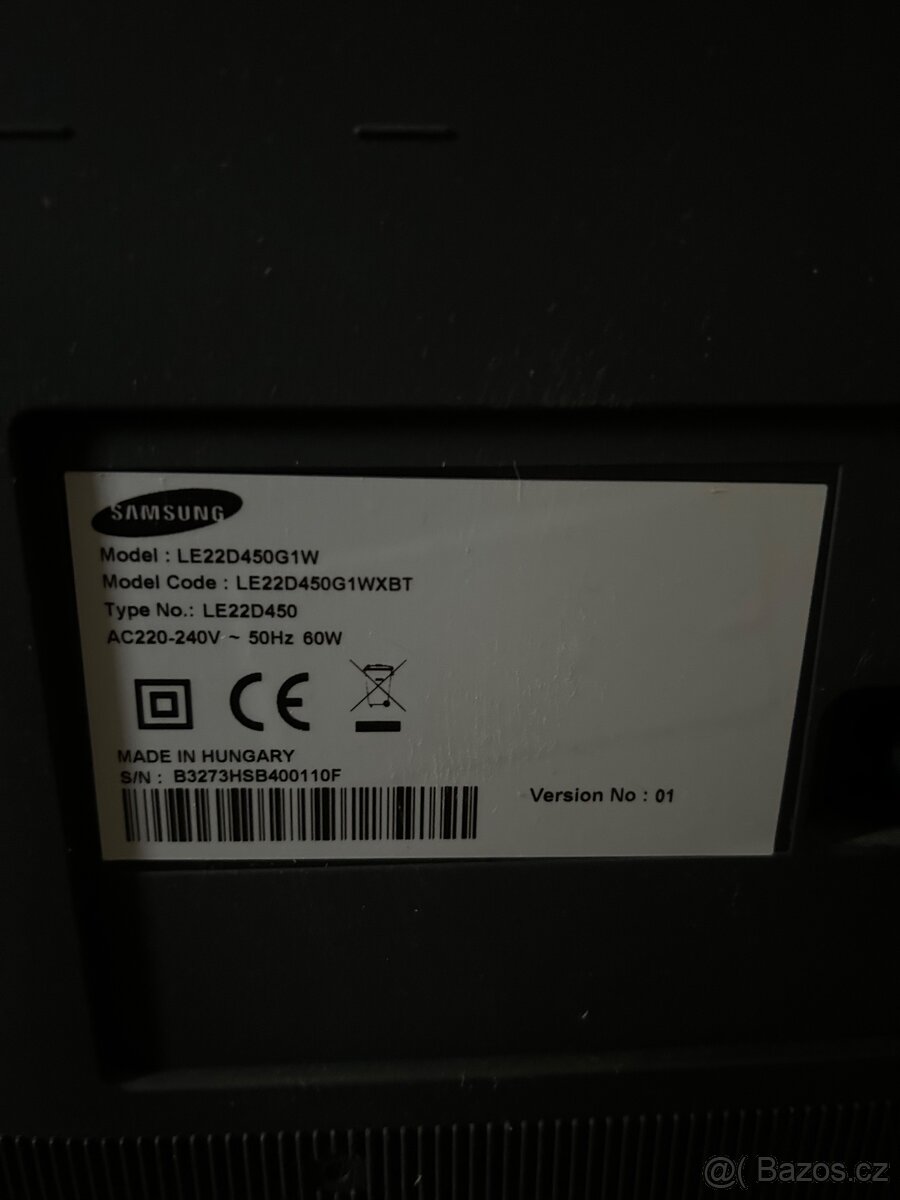 SAMSUNG
Model : LE22D450G1W
Model Code : LE22D450G1WXBT
Type No.: LE22D450
AC220-240V ~ 50Hz 60W
CE
MADE IN HUNGARY
S/N : B3273HSB400110F
Version No : 01
@( Bazos.cz